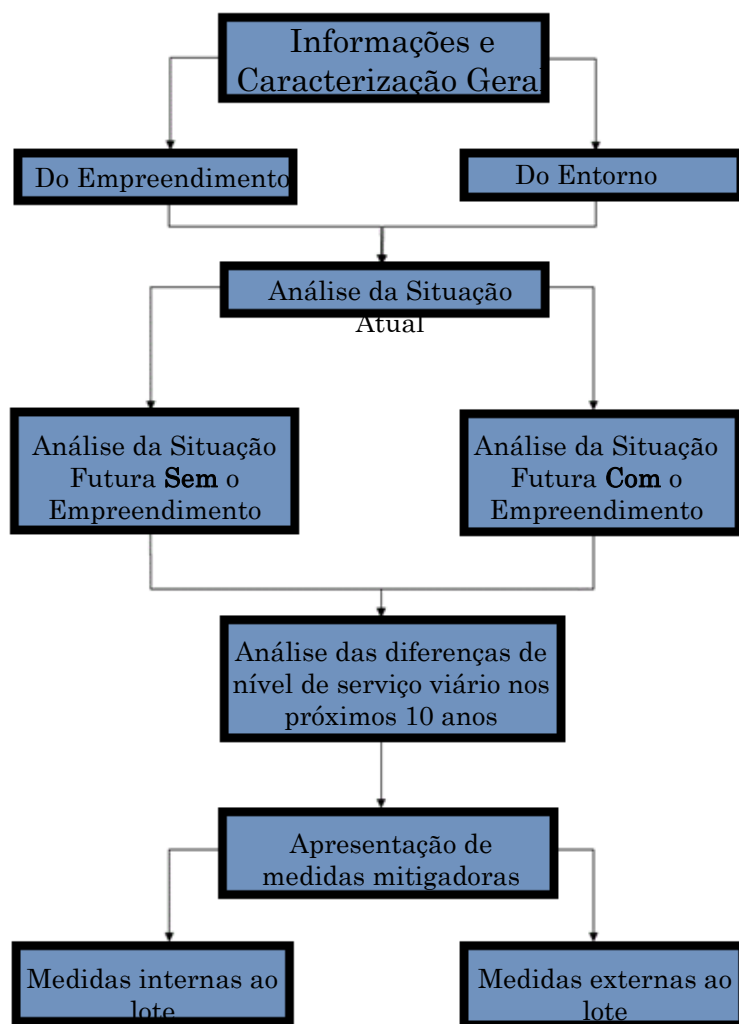 Informações e
Caracterização Geral
Do Empreendimento
Do Entorno
Análise da Situação
Atual
Análise da Situação
Futura Sem o
Empreendimento
Análise da Situação
Futura Com o
Empreendimento
Análise das diferenças de
nível de serviço viário nos
próximos 10 anos
Apresentação de
medidas mitigadoras
Medidas internas ao
lote
Medidas externas ao
lote